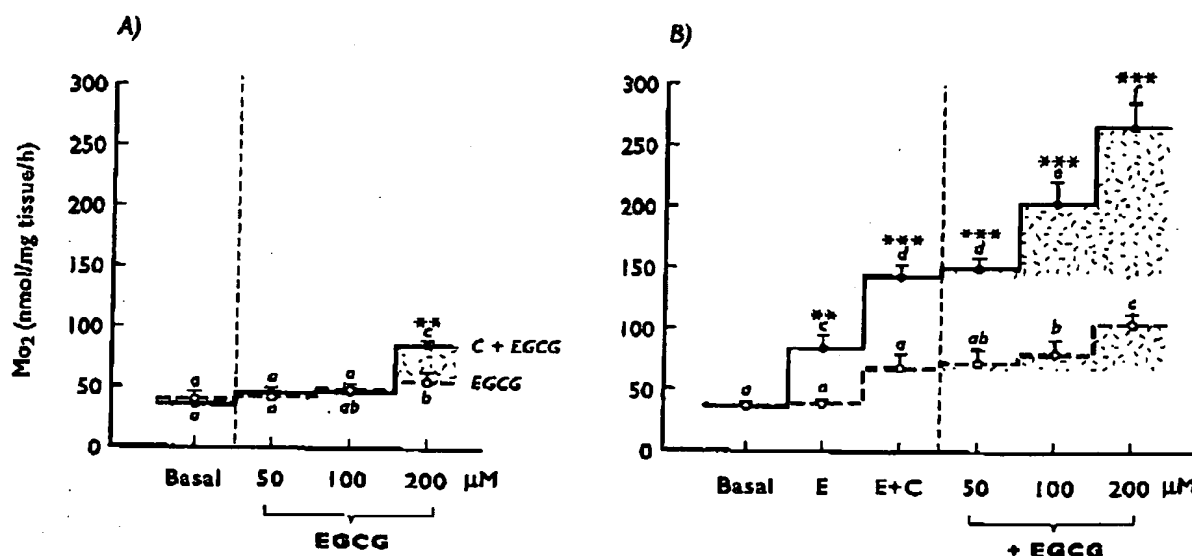 A)
B)
Mo₂ (nmol/mg tissue/h)
300
250
200
150
100
50
0
a
a
a
a
a
ab
**
c
b
C + EGCG
EGCG
Basal 50 100 200 μM
EGCG
300
250
200
150
100
50
0
a
**
c
a
***
d
a
***
d
ab
***
e
b
***
c
Basal E E+C 50 100 200 μM
+ EGCG